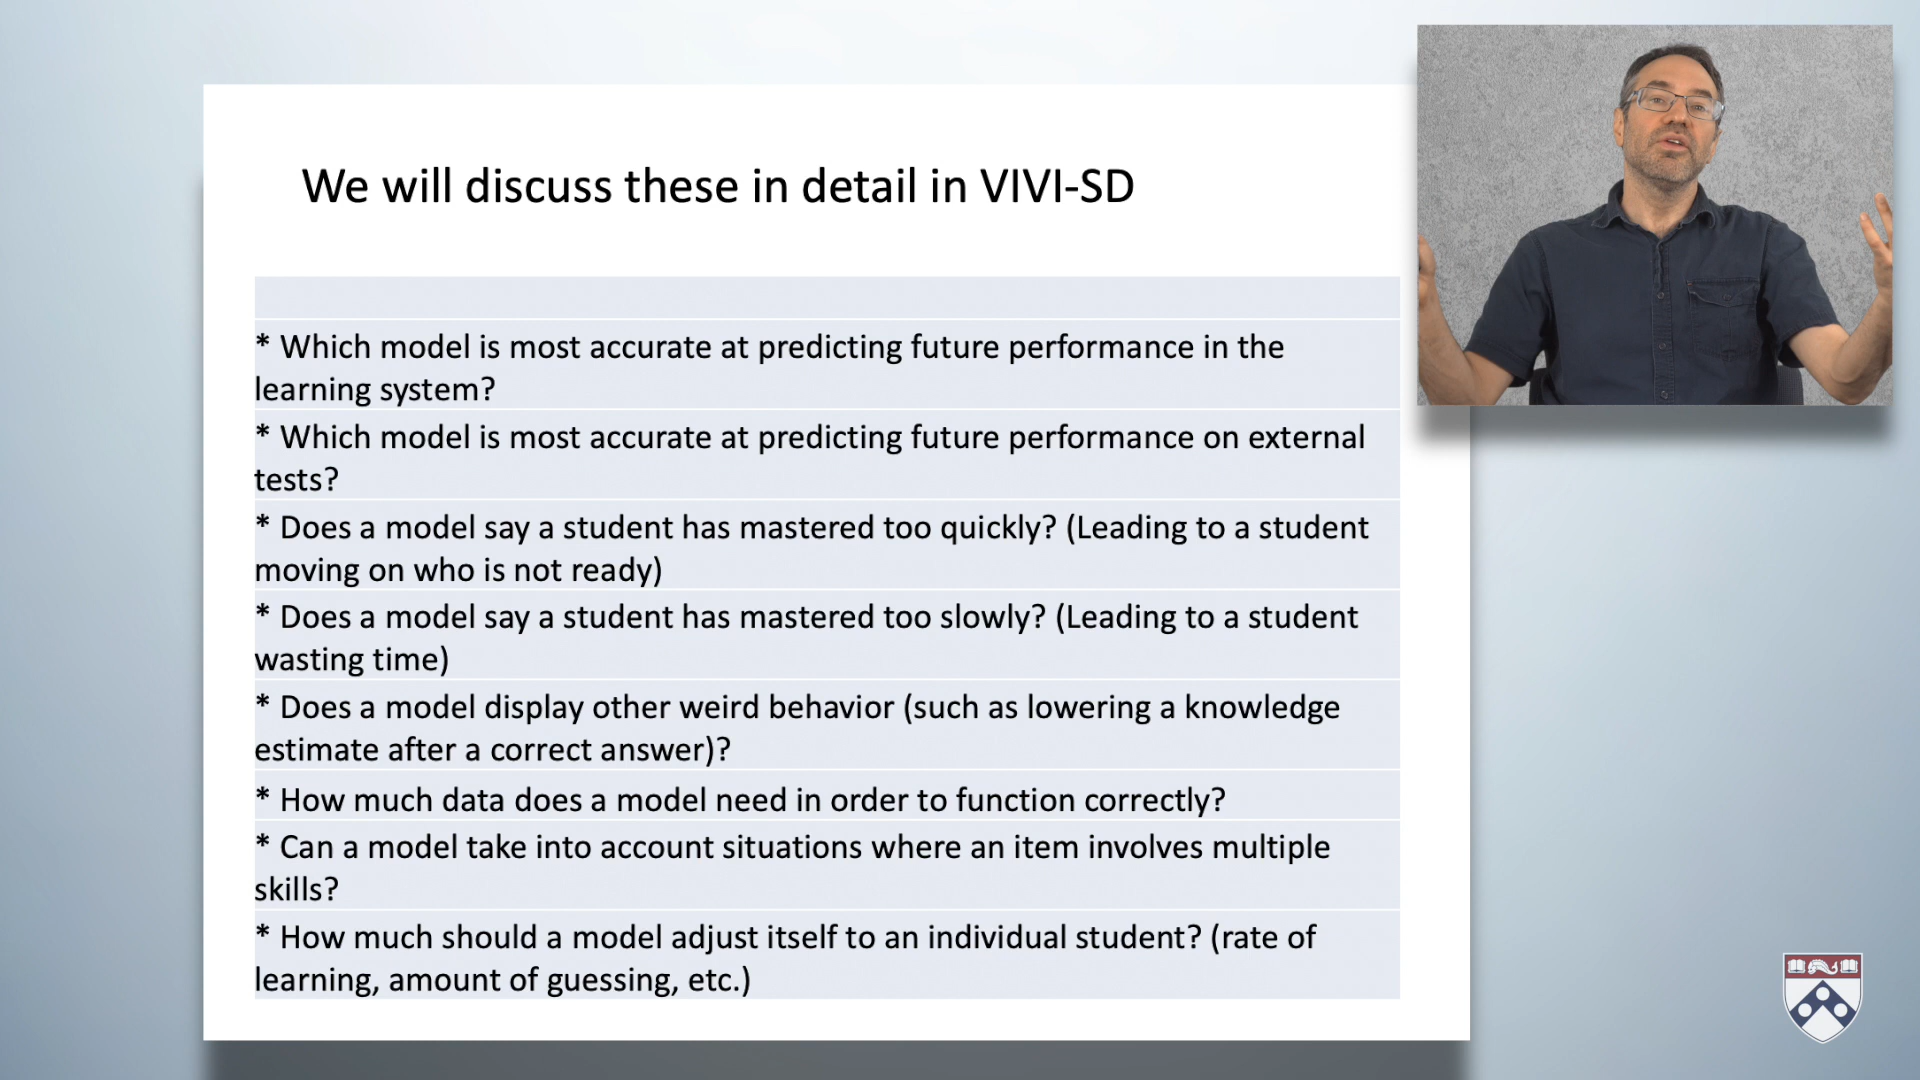 We will discuss these in detail in VIVI-SD
* Which model is most accurate at predicting future performance in the
learning system?
* Which model is most accurate at predicting future performance on external
tests?
* Does a model say a student has mastered too quickly? (Leading to a student
moving on who is not ready)
* Does a model say a student has mastered too slowly? (Leading to a student
wasting time)
* Does a model display other weird behavior (such as lowering a knowledge
estimate after a correct answer)?
* How much data does a model need in order to function correctly?
* Can a model take into account situations where an item involves multiple
skills?
* How much should a model adjust itself to an individual student? (rate of
learning, amount of guessing, etc.)